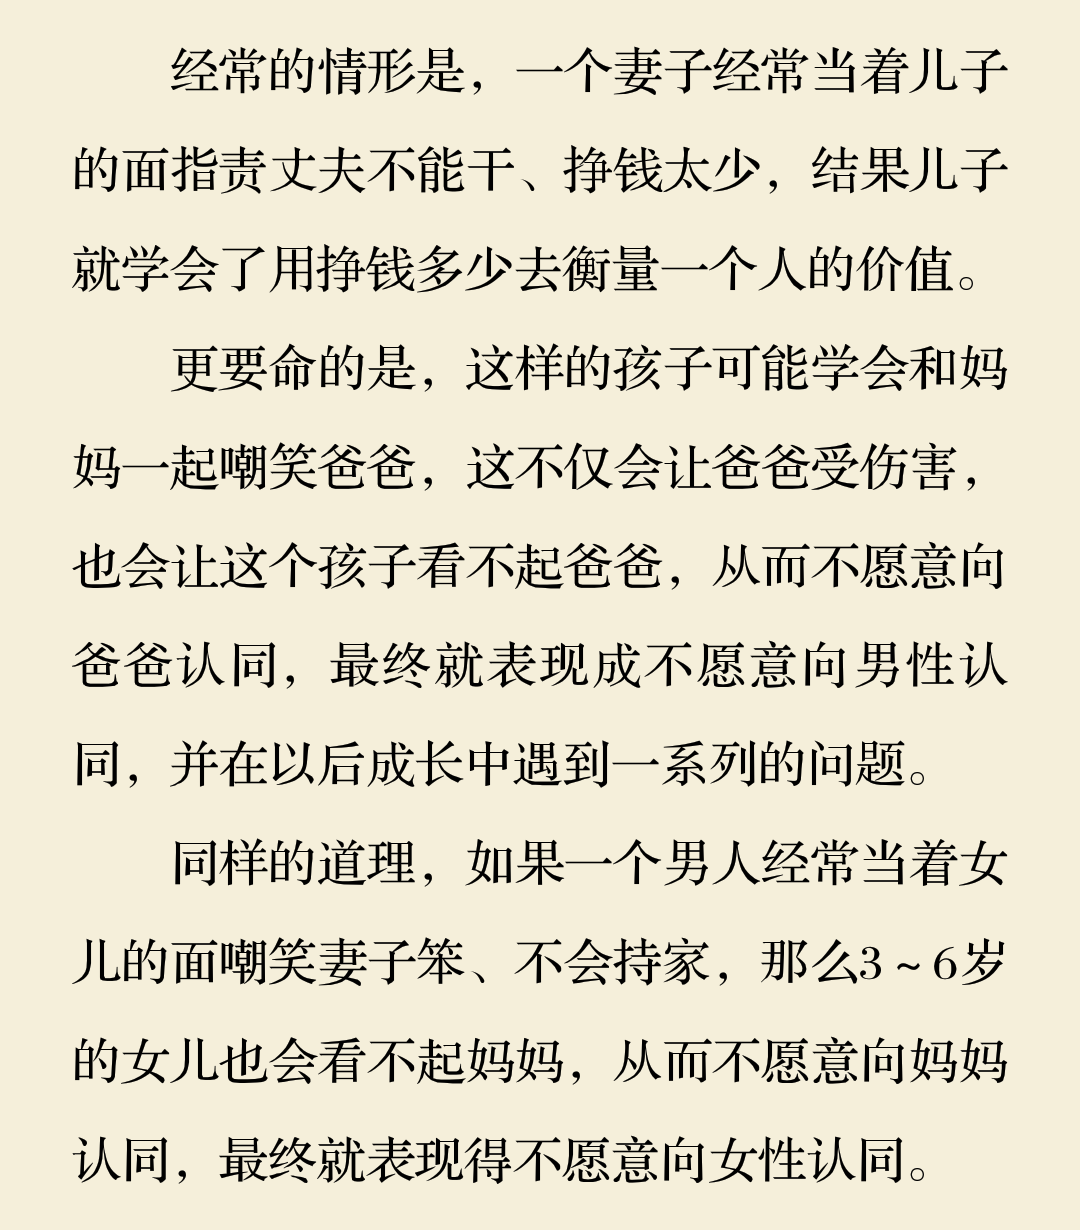 经常的情形是，一个妻子经常当着儿子
的面指责丈夫不能干、挣钱太少，结果儿子
就学会了用挣钱多少去衡量一个人的价值。
更要命的是，这样的孩子可能学会和妈
妈一起嘲笑爸爸，这不仅会让爸爸受伤害，
也会让这个孩子看不起爸爸，从而不愿意向
爸爸认同，最终就表现成不愿意向男性认
同，并在以后成长中遇到一系列的问题。
同样的道理，如果一个男人经常当着女
儿的面嘲笑妻子笨、不会持家，那么3～6岁
的女儿也会看不起妈妈，从而不愿意向妈妈
认同，最终就表现得不愿意向女性认同。